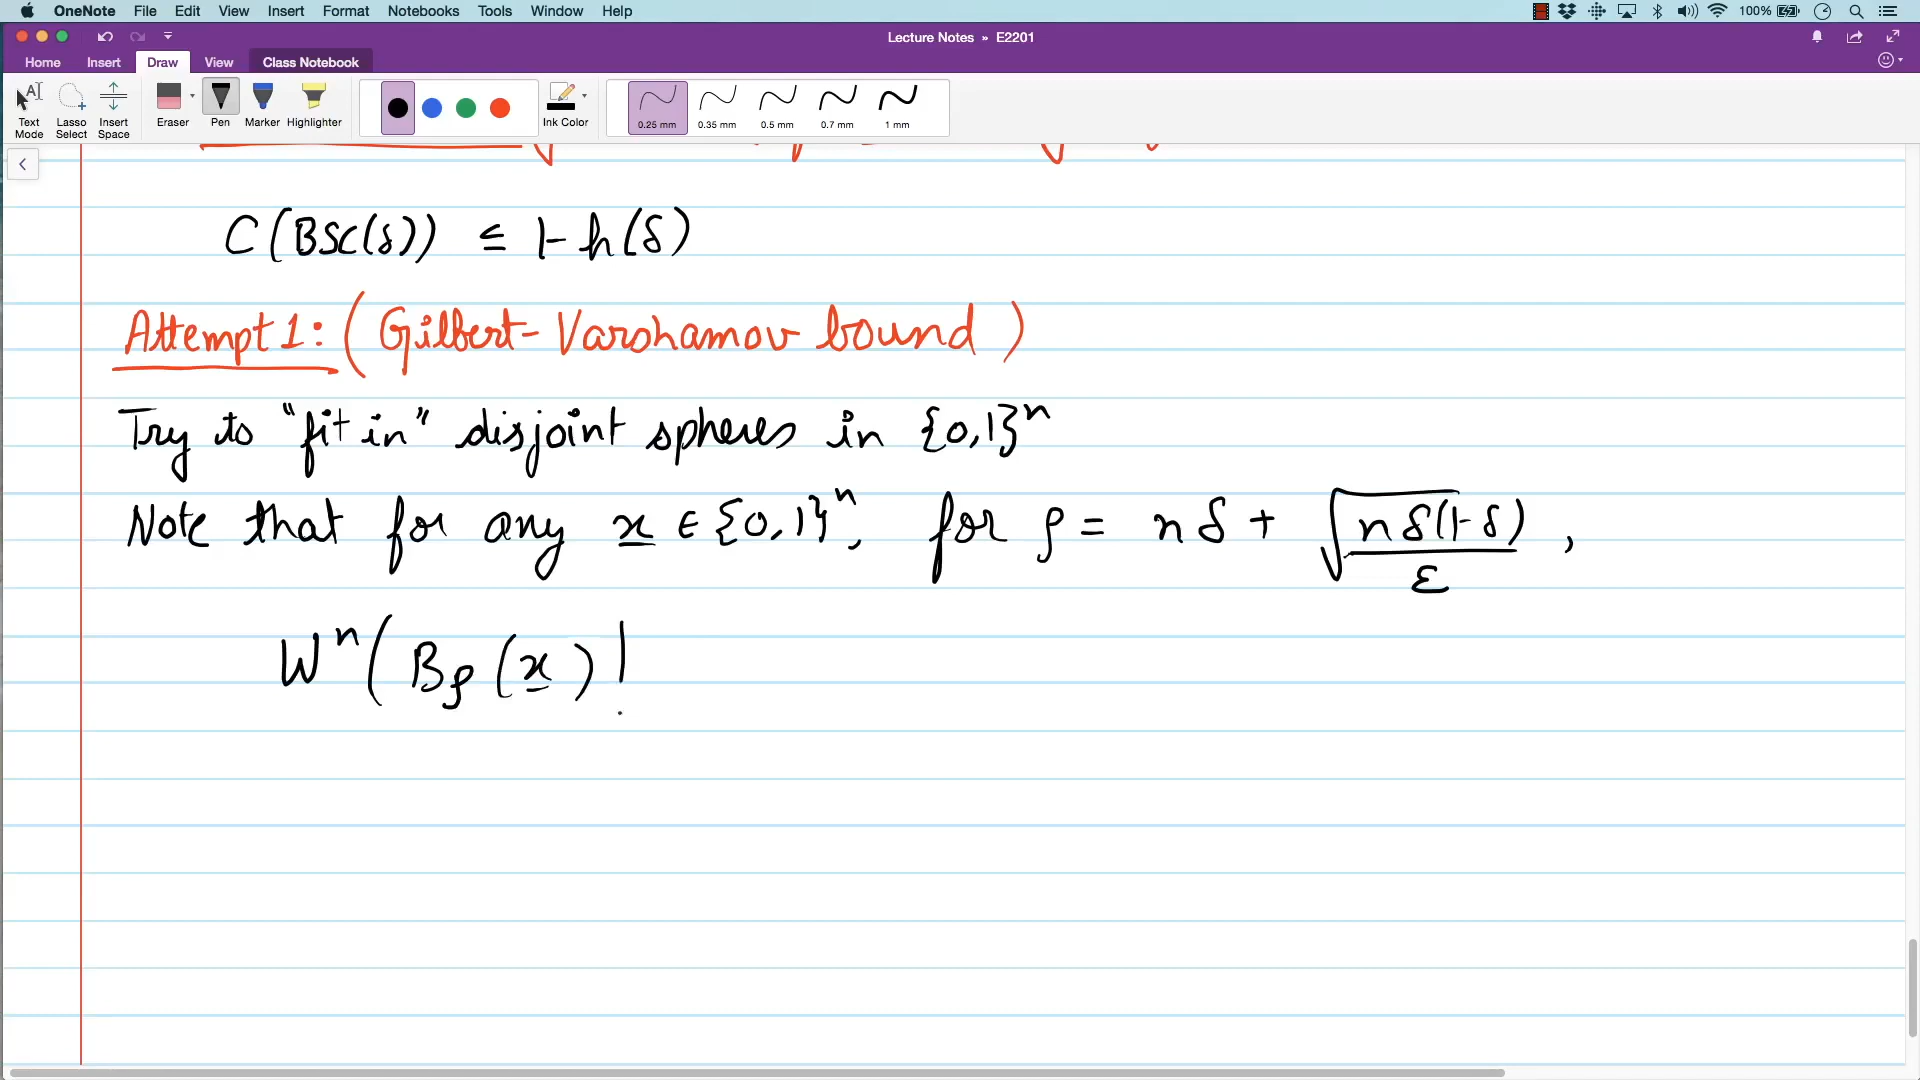 OneNote File Edit View Insert Format Notebooks Tools Window Help 100%
Lecture Notes » E2201
Home Insert Draw View Class Notebook
Text Mode Lasso Select Insert Space Eraser Pen Marker Highlighter Ink Color 0.25 mm 0.35 mm 0.5 mm 0.7 mm 1 mm
C(BSC(δ)) ≤ 1-h(δ)
Attempt 1: (Gilbert-Varshamov bound)
Try to "fit in" disjoint spheres in {0,1}^n
Note that for any x ∈ {0,1}^n, for ρ = nδ + √(nδ(1-δ)/ε),
W^n(B_ρ(x)|